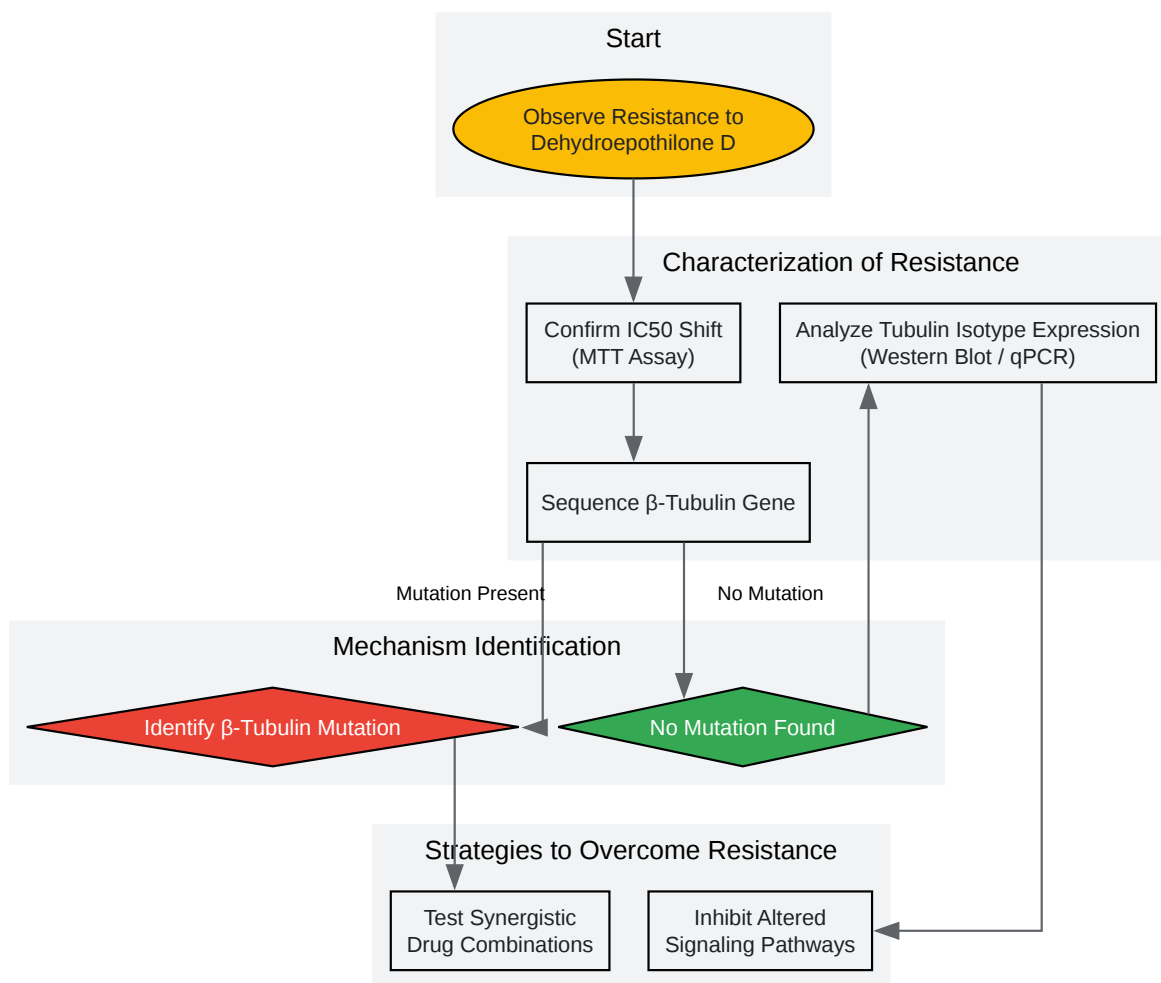 Start
Observe Resistance to
Dehydroepothilone D
Characterization of Resistance
Confirm IC50 Shift
(MTT Assay)
Analyze Tubulin Isotype Expression
(Western Blot / qPCR)
Sequence β-Tubulin Gene
Mutation Present
No Mutation
Mechanism Identification
Identify β-Tubulin Mutation
No Mutation Found
Strategies to Overcome Resistance
Test Synergistic
Drug Combinations
Inhibit Altered
Signaling Pathways